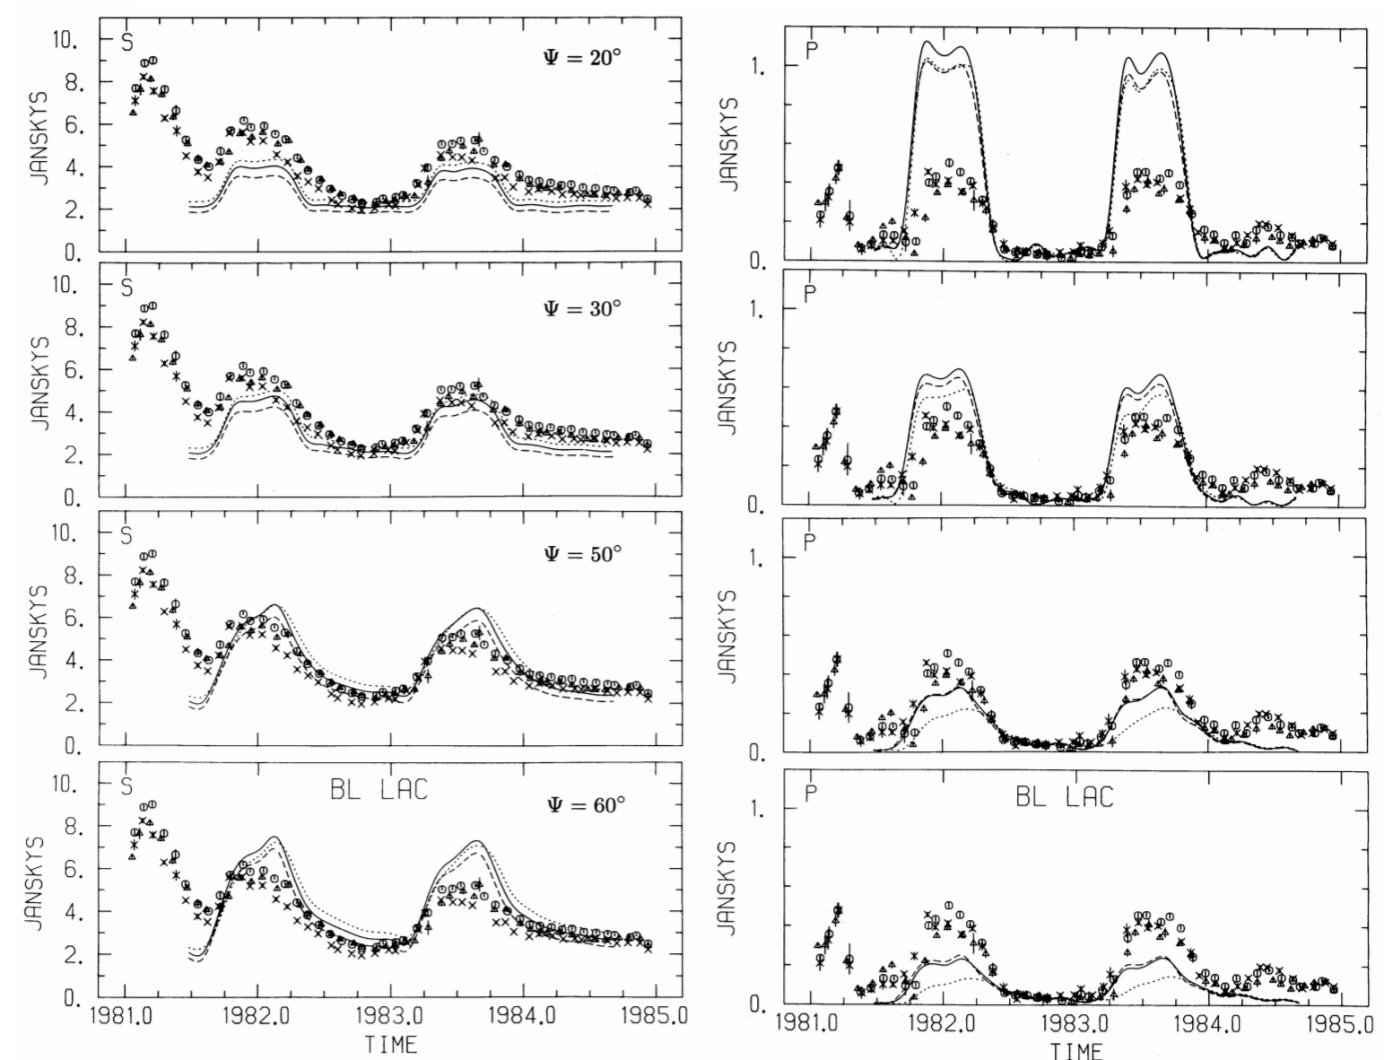 S
Ψ = 20°
10.
8.
6.
4.
2.
0.
JANSKYS
S
Ψ = 30°
10.
8.
6.
4.
2.
0.
JANSKYS
S
Ψ = 50°
10.
8.
6.
4.
2.
0.
JANSKYS
S
BL LAC
Ψ = 60°
10.
8.
6.
4.
2.
0.
JANSKYS
1981.0 1982.0 1983.0 1984.0 1985.0
TIME
P
1.
0.
JANSKYS
P
1.
0.
JANSKYS
P
1.
0.
JANSKYS
P
BL LAC
1.
0.
JANSKYS
1981.0 1982.0 1983.0 1984.0 1985.0
TIME